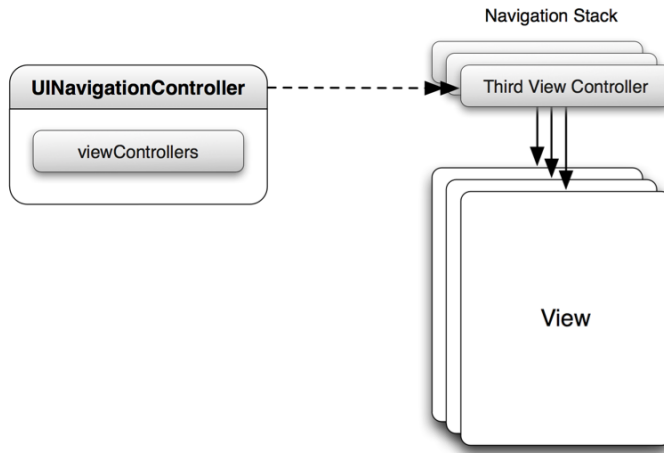 Navigation Stack
UINavigationController
Third View Controller
viewControllers
View